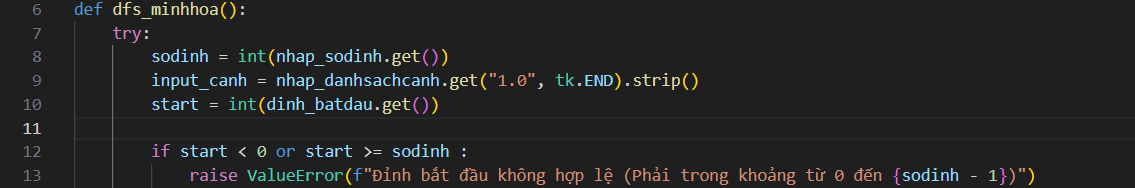 6 def dfs_minhhoa():
7 try:
8 sodinh = int(nhap_sodinh.get())
9 input_canh = nhap_danhsachcanh.get("1.0", tk.END).strip()
10 start = int(dinh_batdau.get())
11
12 if start < 0 or start >= sodinh :
13 raise ValueError(f"Đỉnh bắt đầu không hợp lệ (Phải trong khoảng từ 0 đến {sodinh - 1})")